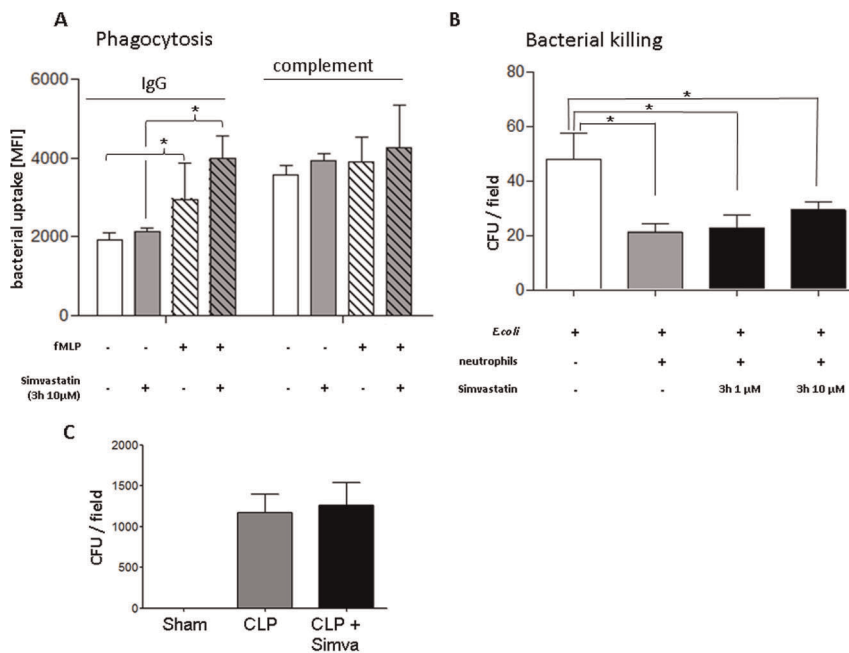 A
Phagocytosis
IgG
complement
bacterial uptake [MFI]
6000
4000
2000
0
*
*
fMLP - - + + - - + +
Simvastatin
(3h 10µM) - + - + - + - +
B
Bacterial killing
CFU / field
80
60
40
20
0
*
*
*
E.coli + + + +
neutrophils - + + +
Simvastatin - - 3h 1 µM 3h 10 µM
C
CFU / field
2000
1500
1000
500
0
Sham CLP CLP +
Simva